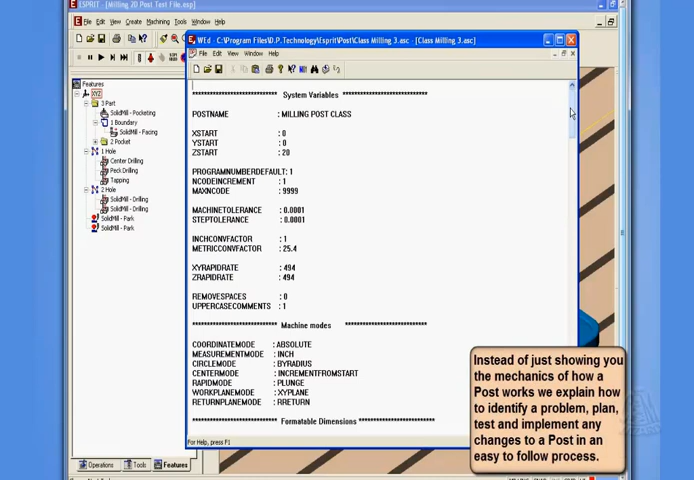 ESPRIT - [Milling 2D Post Test File.esp]
File Edit View Create Machining Tools
WEd - C:\Program Files\D.P.Technology\Esprit\Post\Class Milling 3.asc - [Class Milling 3.asc]
File Edit View Window Help
Features
XYZ
3 Part
SolidMill - Pocketing
1 Boundary
SolidMill - Facing
2 Pocket
1 Hole
Center Drilling
Peck Drilling
Tapping
2 Hole
SolidMill - Drilling
SolidMill - Drilling
SolidMill - Park
SolidMill - Park
*************************** System Variables ***************************
POSTNAME : MILLING POST CLASS
XSTART : 0
YSTART : 0
ZSTART : 20
PROGRAMNUMBERDEFAULT: 1
NCODEINCREMENT : 1
MAXNCODE : 9999
MACHINETOLERANCE : 0.0001
STEPTOLERANCE : 0.0001
INCHCONVFACTOR : 1
METRICCONVFACTOR : 25.4
XYRAPIDRATE : 494
ZRAPIDRATE : 494
REMOVESPACES : 0
UPPERCASECOMMENTS : 1
*************************** Machine modes **************************
COORDINATEMODE : ABSOLUTE
MEASUREMENTMODE : INCH
CIRCLEMODE : BYRADIUS
CENTERMODE : INCREMENTFROMSTART
RAPIDMODE : PLUNGE
WORKPLANEMODE : XYPLANE
RETURNPLANEMODE : RRETURN
*************************** Formatable Dimensions **************************
For Help, press F1
Operations Tools Features
Instead of just showing you
the mechanics of how a
Post works we explain how
to identify a problem, plan,
test and implement any
changes to a Post in an
easy to follow process.